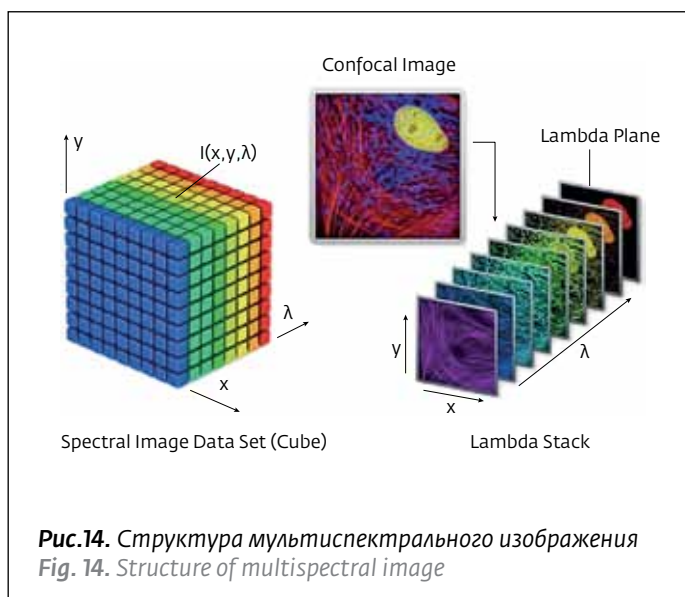 Confocal Image
Lambda Plane
y
I(x,y,λ)
λ
x
y
x
λ
Spectral Image Data Set (Cube)
Lambda Stack
Рис.14. Структура мультиспектрального изображения
Fig. 14. Structure of multispectral image